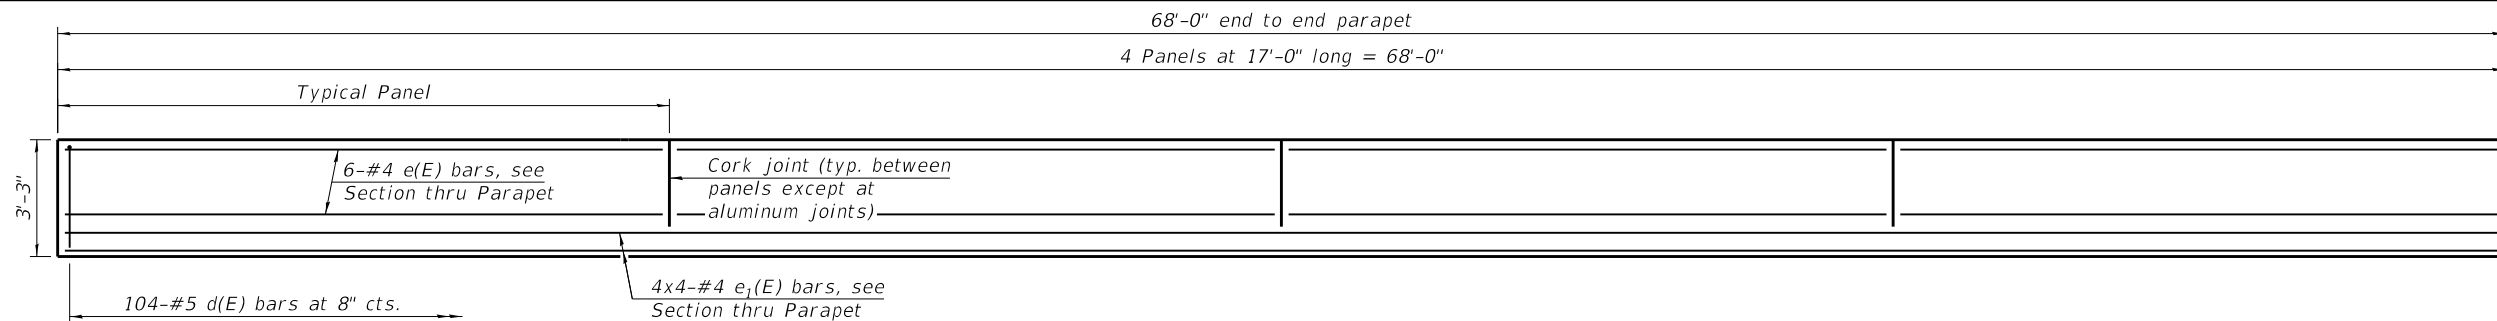 68'-0" end to end parapet
4 Panels at 17'-0" long = 68'-0"
Typical Panel
3'-3"
6-#4 e(E) bars, see
Section thru Parapet
Cork joint (typ. between
panels except at
aluminum joints)
4x4-#4 e1(E) bars, see
Section thru Parapet
104-#5 d(E) bars at 8" cts.